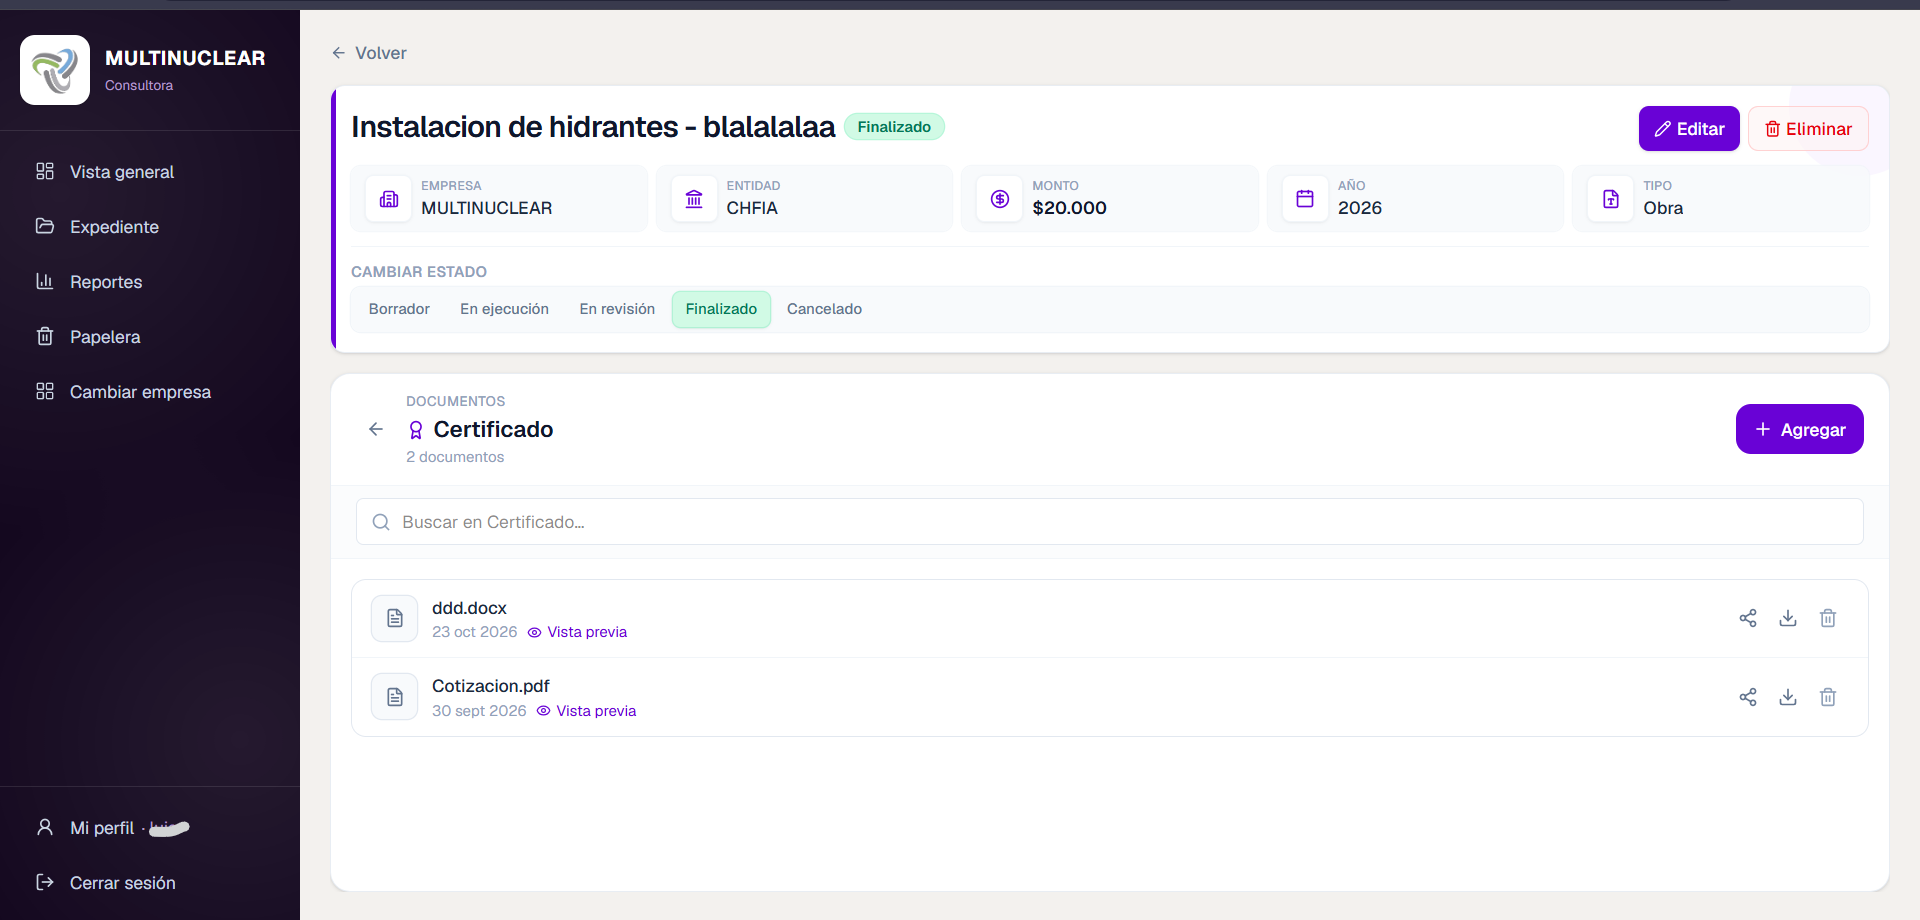 MULTINUCLEAR
Consultora
Vista general
Expediente
Reportes
Papelera
Cambiar empresa
Mi perfil ·
Cerrar sesión
Volver
Instalacion de hidrantes - blalalalaa Finalizado
Editar Eliminar
EMPRESA
MULTINUCLEAR
ENTIDAD
CHFIA
MONTO
$20.000
AÑO
2026
TIPO
Obra
CAMBIAR ESTADO
Borrador En ejecución En revisión Finalizado Cancelado
DOCUMENTOS
Certificado
2 documentos
Agregar
Buscar en Certificado...
ddd.docx
23 oct 2026 Vista previa
Cotizacion.pdf
30 sept 2026 Vista previa